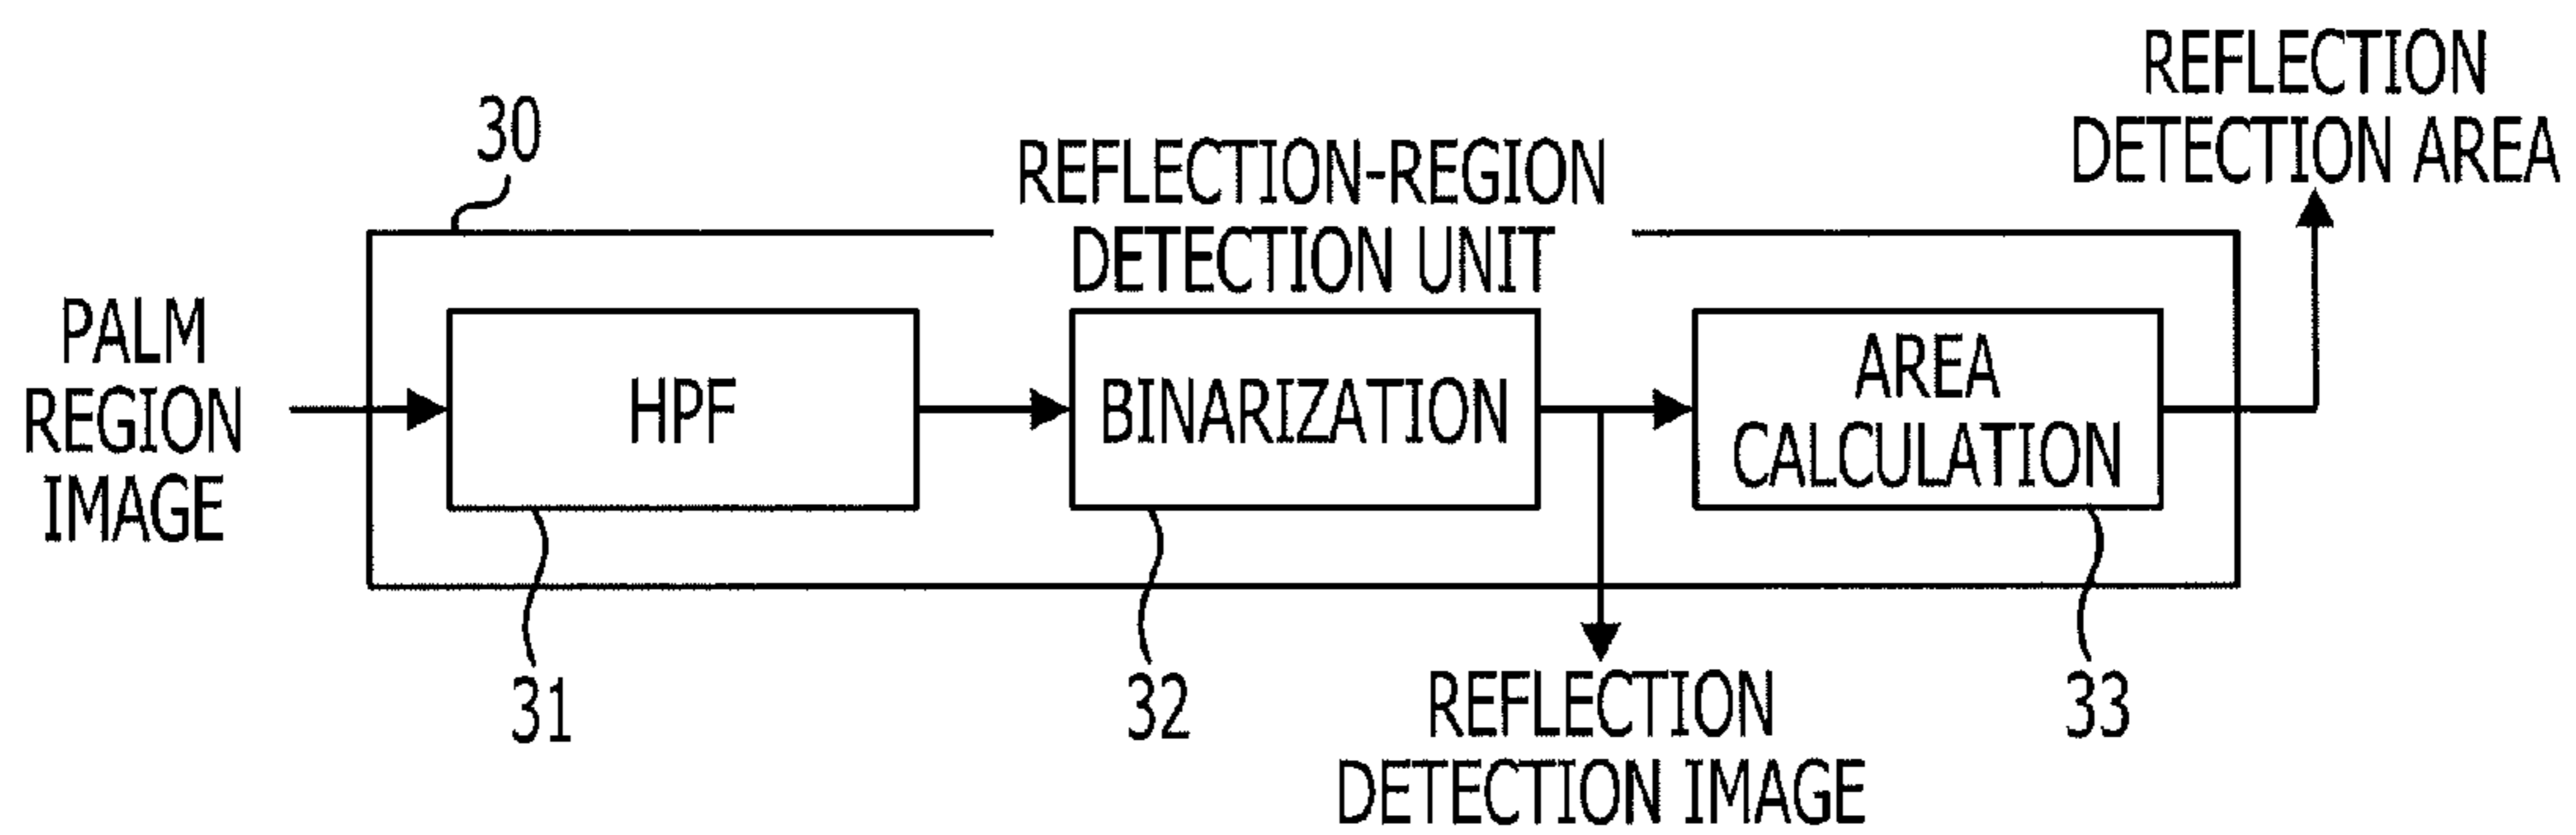 REFLECTION
DETECTION AREA
30
REFLECTION-REGION
DETECTION UNIT
PALM
REGION
IMAGE
HPF
BINARIZATION
AREA
CALCULATION
31
32
33
REFLECTION
DETECTION IMAGE